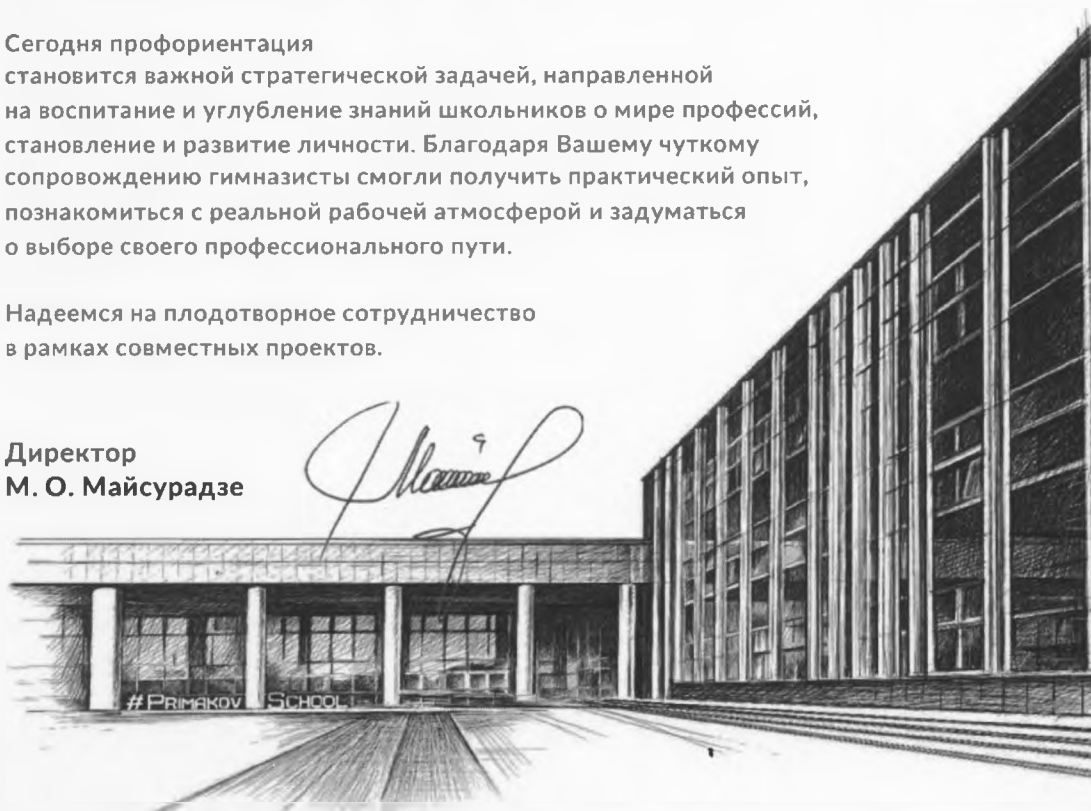 Сегодня профориентация
становится важной стратегической задачей, направленной
на воспитание и углубление знаний школьников о мире профессий,
становление и развитие личности. Благодаря Вашему чуткому
сопровождению гимназисты смогли получить практический опыт,
познакомиться с реальной рабочей атмосферой и задуматься
о выборе своего профессионального пути.
Надеемся на плодотворное сотрудничество
в рамках совместных проектов.
Директор
М. О. Майсурадзе
#PRIMAKOV SCHOOL